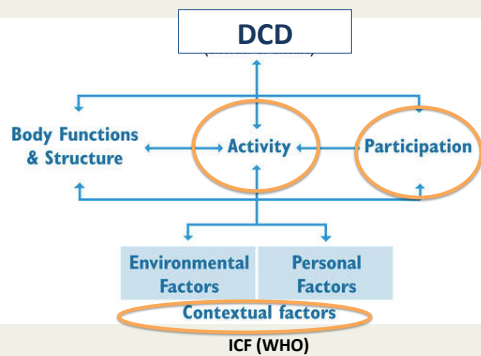 DCD
Body Functions
& Structure
Activity
Participation
Environmental
Factors
Personal
Factors
Contextual factors
ICF (WHO)